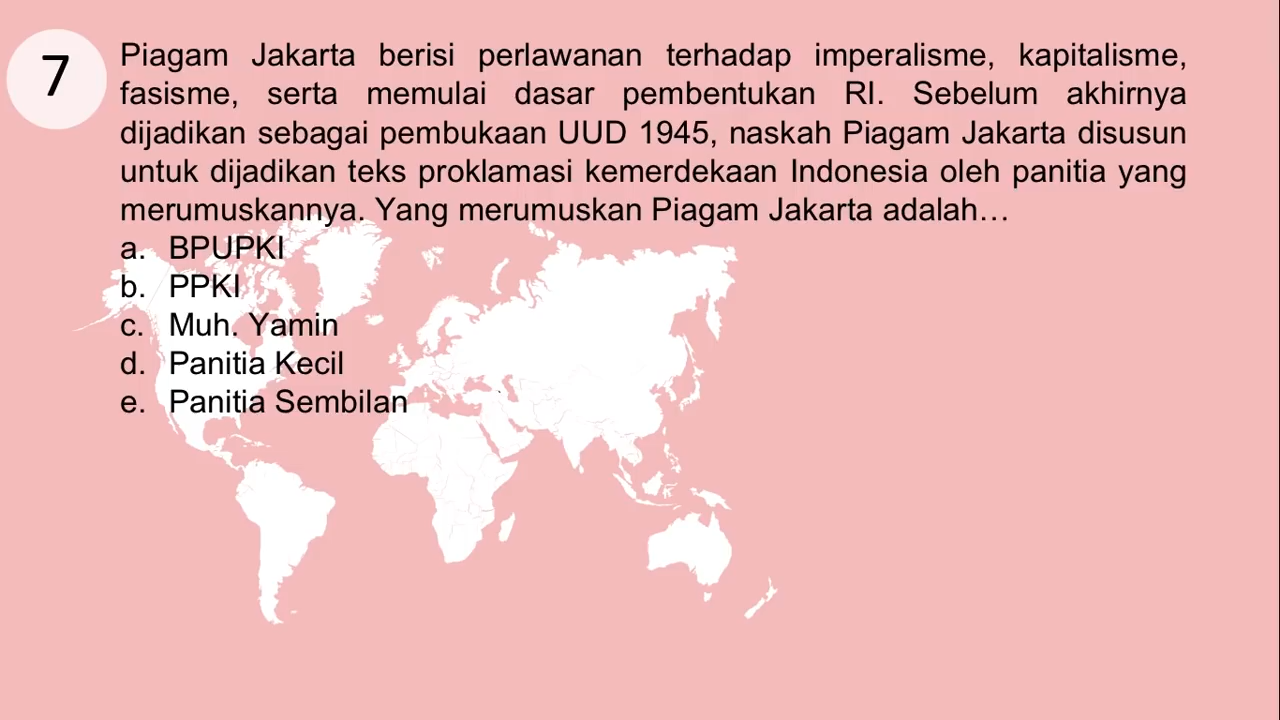 7
Piagam Jakarta berisi perlawanan terhadap imperalisme, kapitalisme,
fasisme, serta memulai dasar pembentukan RI. Sebelum akhirnya
dijadikan sebagai pembukaan UUD 1945, naskah Piagam Jakarta disusun
untuk dijadikan teks proklamasi kemerdekaan Indonesia oleh panitia yang
merumuskannya. Yang merumuskan Piagam Jakarta adalah…
a. BPUPKI
b. PPKI
c. Muh. Yamin
d. Panitia Kecil
e. Panitia Sembilan